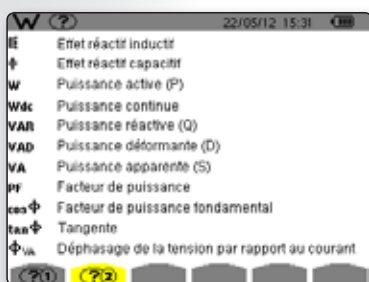 W (?) 22/05/12 15:31
Effet réactif inductif
Effet réactif capacitif
W Puissance active (P)
Wdc Puissance continue
VAR Puissance réactive (Q)
VAD Puissance déformante (D)
VA Puissance apparente (S)
PF Facteur de puissance
cosΦ Facteur de puissance fondamental
tanΦ Tangente
ΦVA Déphasage de la tension par rapport au courant
(?1) (?2)